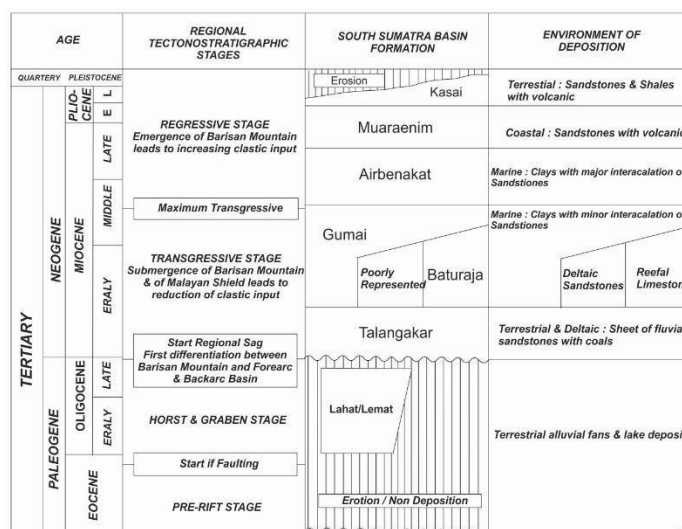 AGE
REGIONAL
TECTONOSTRATIGRAPHIC
STAGES
SOUTH SUMATRA BASIN
FORMATION
ENVIRONMENT OF
DEPOSITION
QUARTERY PLEISTOCENE
TERTIARY
NEOGENE
PALEOGENE
PLIO-
CENE
MIOCENE
OLIGOCENE
EOCENE
L
E
LATE
MIDDLE
ERALY
LATE
ERALY
REGRESSIVE STAGE
Emergence of Barisan Mountain
leads to increasing clastic input
Maximum Transgressive
TRANSGRESSIVE STAGE
Submergence of Barisan Mountain
& of Malayan Shield leads to
reduction of clastic input
Start Regional Sag
First differentiation between
Barisan Mountain and Forearc
& Backarc Basin
HORST & GRABEN STAGE
Start if Faulting
PRE-RIFT STAGE
Erosion
Kasai
Muaraenim
Airbenakat
Gumai
Poorly
Represented
Baturaja
Talangakar
Lahat/Lemat
Erotion / Non Deposition
Terrestial : Sandstones & Shales
with volcanic
Coastal : Sandstones with volcanic
Marine : Clays with major interacalation o
Sandstiones
Marine : Clays with minor interacalation of
Sandstiones
Deltaic
Sandstones
Reefal
Limeston
Terrestrial & Deltaic : Sheet of fluvia
sandstones with coals
Terrestrial alluvial fans & lake deposi